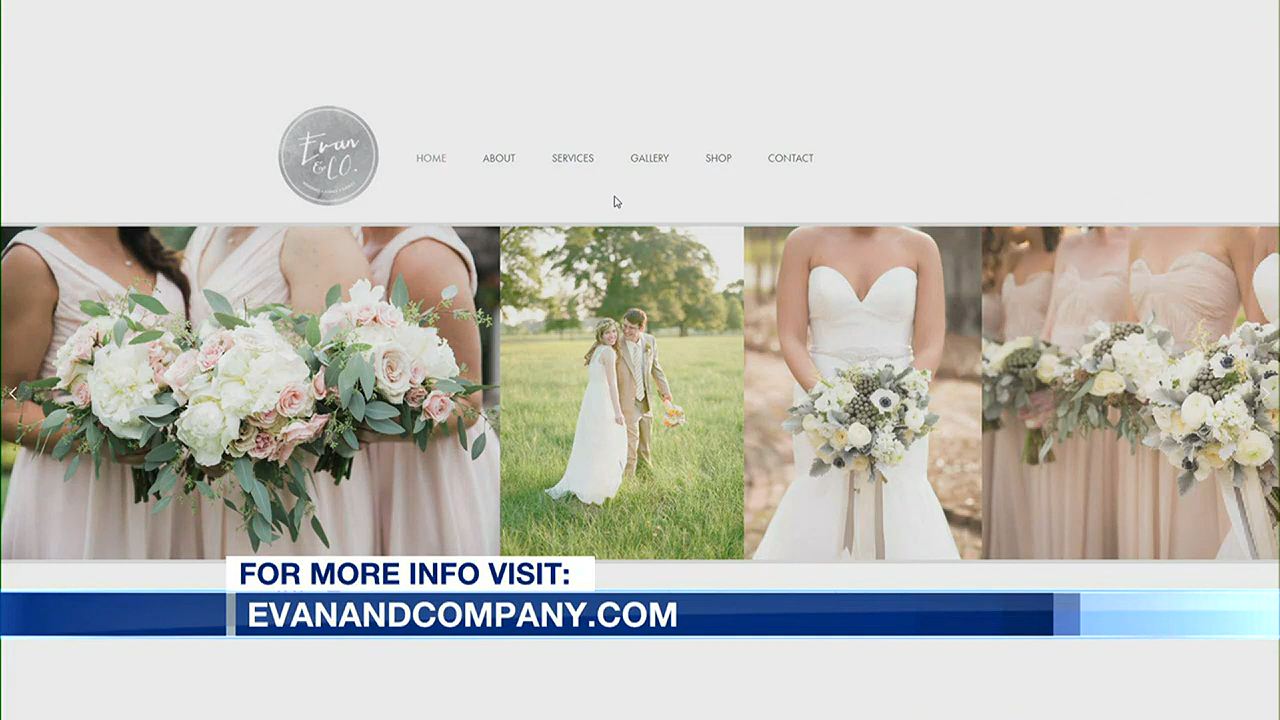 Evan
& CO.
HOME ABOUT SERVICES GALLERY SHOP CONTACT
FOR MORE INFO VISIT:
EVANANDCOMPANY.COM